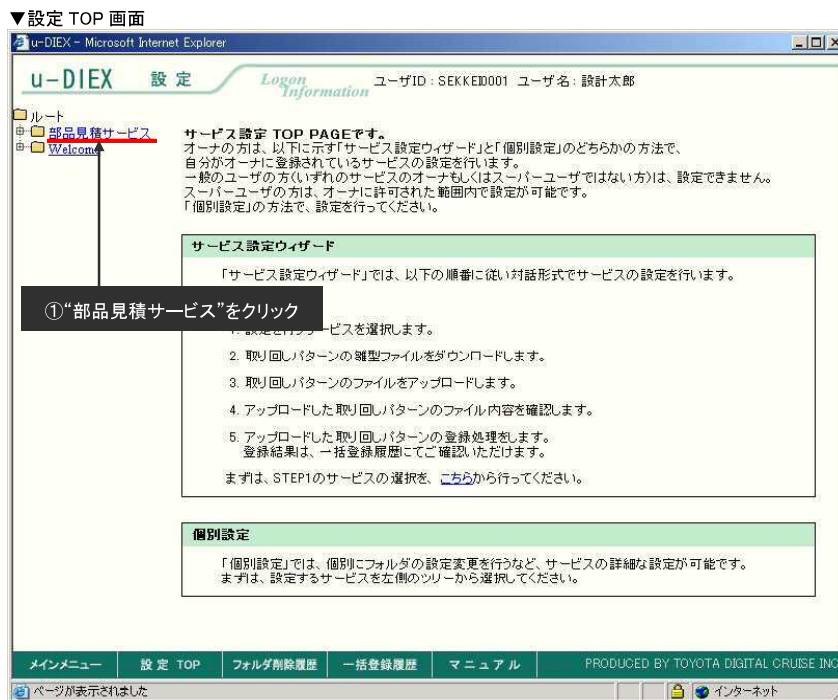 ▼設定 TOP 画面
u-DIEX - Microsoft Internet Explorer
u-DIEX 設定 Logon Information ユーザID : SEKKEI0001 ユーザ名 : 設計太郎
ルート
部品見積サービス
Welcome
サービス設定 TOP PAGEです。
オーナの方は、以下に示す「サービス設定ウィザード」と「個別設定」のどちらかの方法で、
自分がオーナに登録されているサービスの設定を行います。
一般のユーザの方(いずれのサービスのオーナもしくはスーパーユーザではない方)は、設定できません。
スーパーユーザの方は、オーナに許可された範囲内で設定が可能です。
「個別設定」の方法で、設定を行ってください。
サービス設定ウィザード
「サービス設定ウィザード」では、以下の順番に従い対話形式でサービスの設定を行います。
①“部品見積サービス”をクリック
1. 設定を行うサービスを選択します。
2. 取り回しパターンの雛型ファイルをダウンロードします。
3. 取り回しパターンのファイルをアップロードします。
4. アップロードした取り回しパターンのファイル内容を確認します。
5. アップロードした取り回しパターンの登録処理をします。
登録結果は、一括登録履歴にてご確認いただけます。
まずは、STEP1のサービスの選択を、こちらから行ってください。
個別設定
「個別設定」では、個別にフォルダの設定変更を行うなど、サービスの詳細な設定が可能です。
まずは、設定するサービスを左側のツリーから選択してください。
メインメニュー 設定 TOP フォルダ削除履歴 一括登録履歴 マニュアル PRODUCED BY TOYOTA DIGITAL CRUISE INC
ページが表示されました インターネット